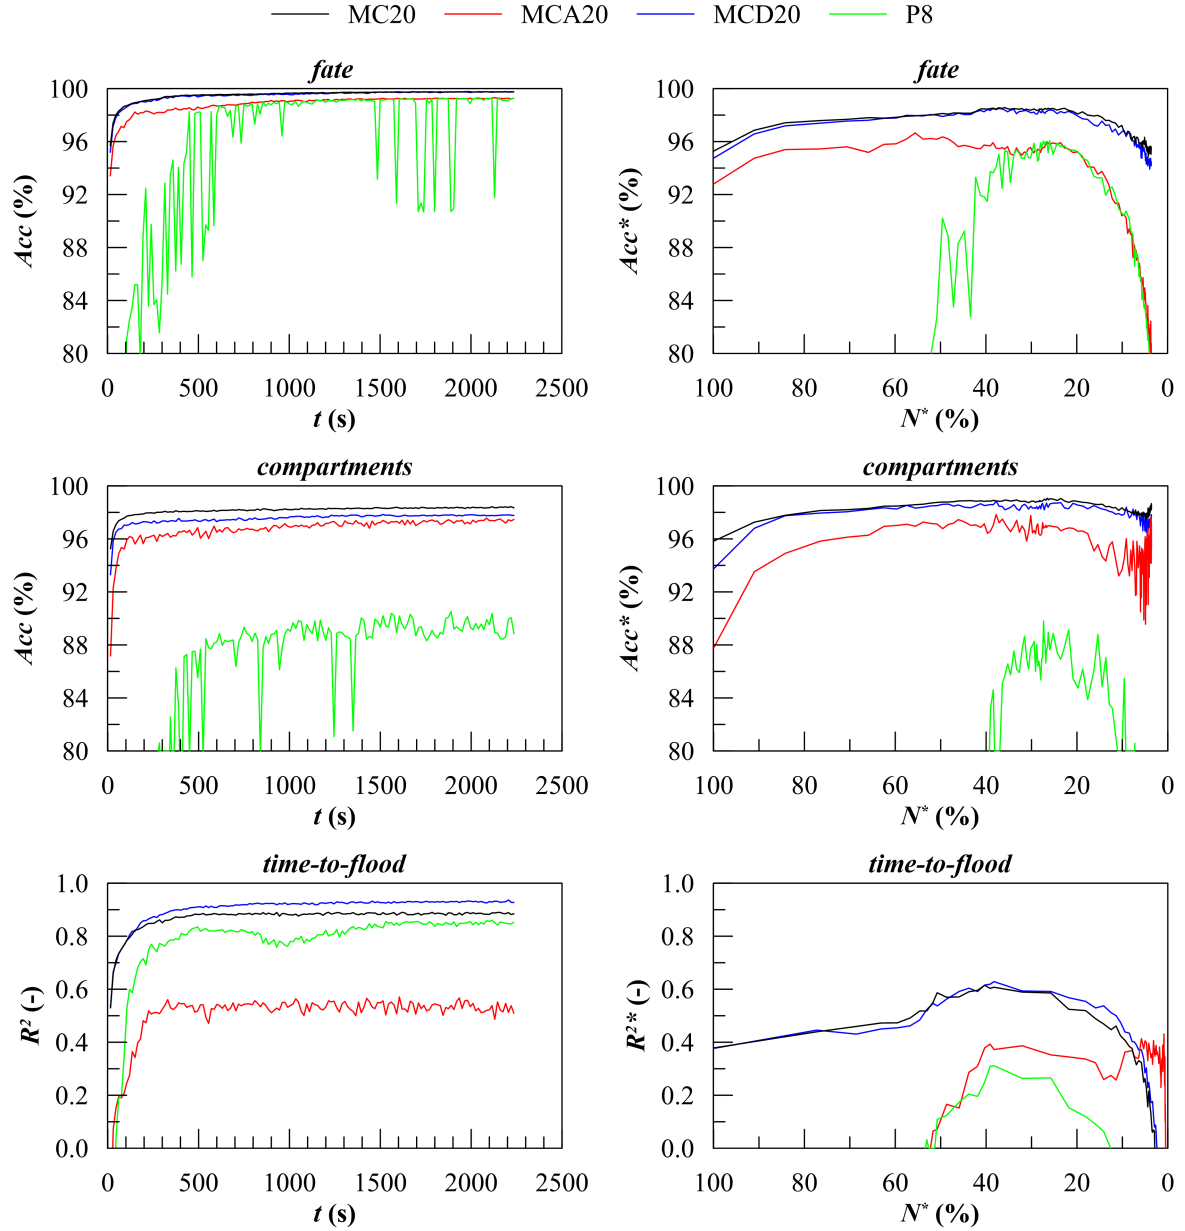 MC20 MCA20 MCD20 P8
fate
100
96
92
88
84
80
Acc (%)
0 500 1000 1500 2000 2500
t (s)
fate
100
96
92
88
84
80
Acc* (%)
100 80 60 40 20 0
N* (%)
compartments
100
96
92
88
84
80
Acc (%)
0 500 1000 1500 2000 2500
t (s)
compartments
100
96
92
88
84
80
Acc* (%)
100 80 60 40 20 0
N* (%)
time-to-flood
1.0
0.8
0.6
0.4
0.2
0.0
R² (-)
0 500 1000 1500 2000 2500
t (s)
time-to-flood
1.0
0.8
0.6
0.4
0.2
0.0
R²* (-)
100 80 60 40 20 0
N* (%)